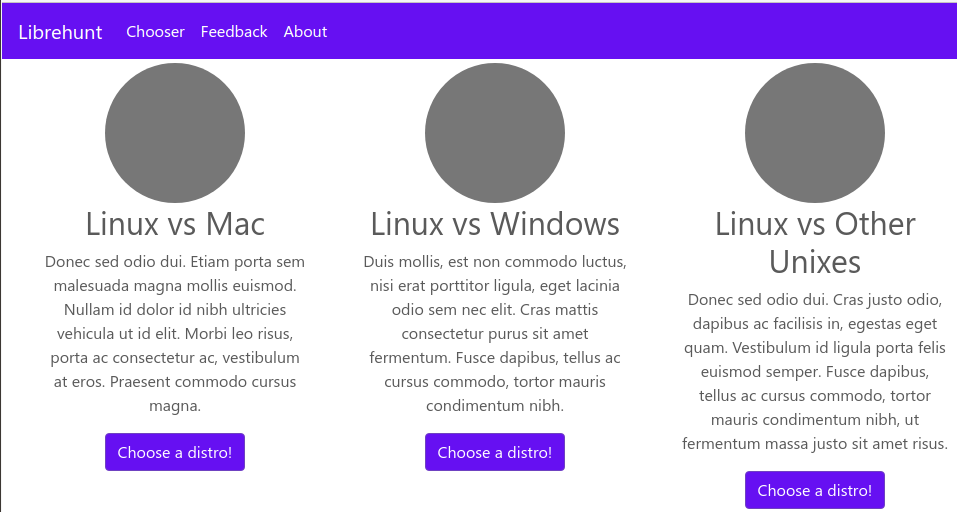 Librehunt Chooser Feedback About
Linux vs Mac
Donec sed odio dui. Etiam porta sem
malesuada magna mollis euismod.
Nullam id dolor id nibh ultricies
vehicula ut id elit. Morbi leo risus,
porta ac consectetur ac, vestibulum
at eros. Praesent commodo cursus
magna.
Choose a distro!
Linux vs Windows
Duis mollis, est non commodo luctus,
nisi erat porttitor ligula, eget lacinia
odio sem nec elit. Cras mattis
consectetur purus sit amet
fermentum. Fusce dapibus, tellus ac
cursus commodo, tortor mauris
condimentum nibh.
Choose a distro!
Linux vs Other
Unixes
Donec sed odio dui. Cras justo odio,
dapibus ac facilisis in, egestas eget
quam. Vestibulum id ligula porta felis
euismod semper. Fusce dapibus,
tellus ac cursus commodo, tortor
mauris condimentum nibh, ut
fermentum massa justo sit amet risus.
Choose a distro!